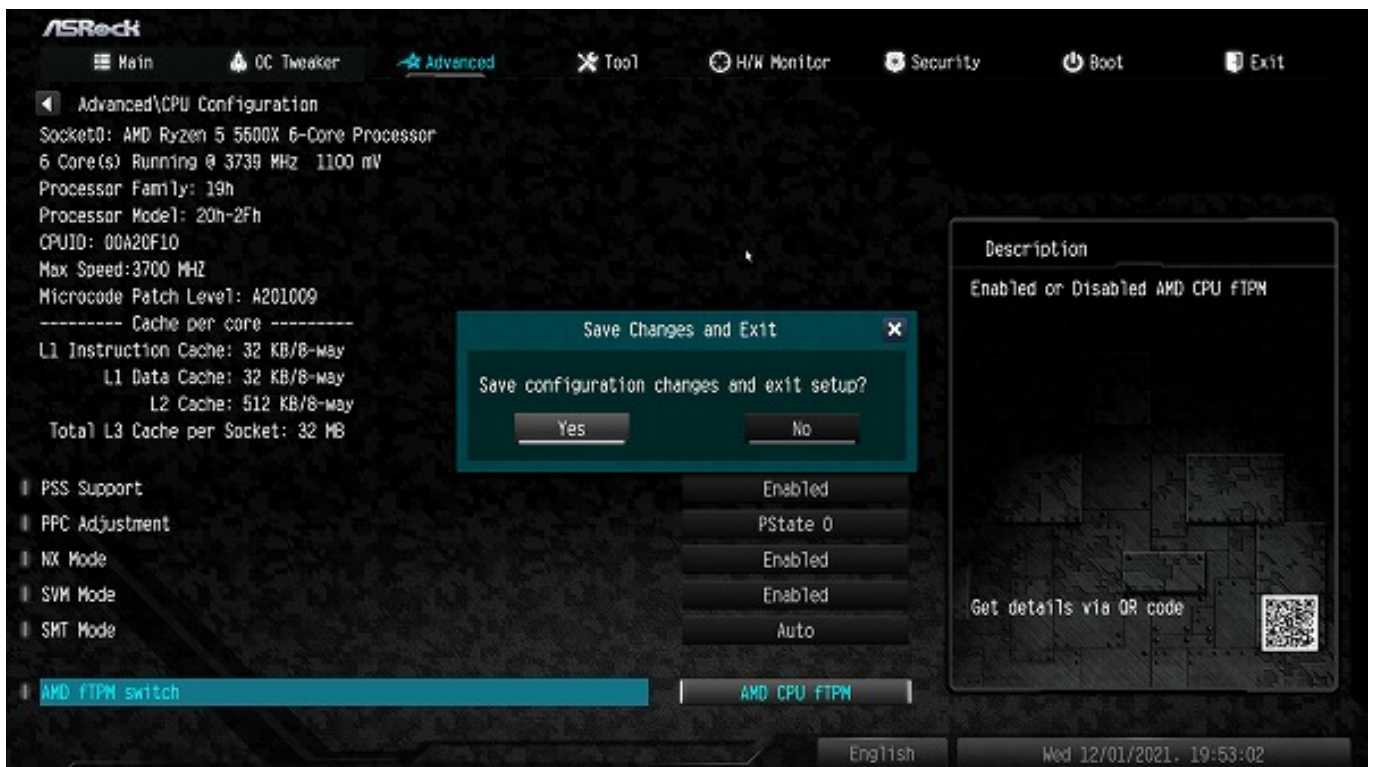 ASRock
Main OC Tweaker Advanced Tool H/W Monitor Security Boot Exit
Advanced\CPU Configuration
Socket0: AMD Ryzen 5 5600X 6-Core Processor
6 Core(s) Running @ 3739 MHz 1100 mV
Processor Family: 19h
Processor Model: 20h-2Fh
CPUID: 00A20F10
Max Speed:3700 MHZ
Microcode Patch Level: A201009
--------- Cache per core ---------
L1 Instruction Cache: 32 KB/8-way
L1 Data Cache: 32 KB/8-way
L2 Cache: 512 KB/8-way
Total L3 Cache per Socket: 32 MB
Save Changes and Exit
Save configuration changes and exit setup?
Yes No
PSS Support Enabled
PPC Adjustment PState 0
NX Mode Enabled
SVM Mode Enabled
SMT Mode Auto
AMD fTPM switch AMD CPU fTPM
Description
Enabled or Disabled AMD CPU fTPM
Get details via QR code
English Wed 12/01/2021. 19:53:02